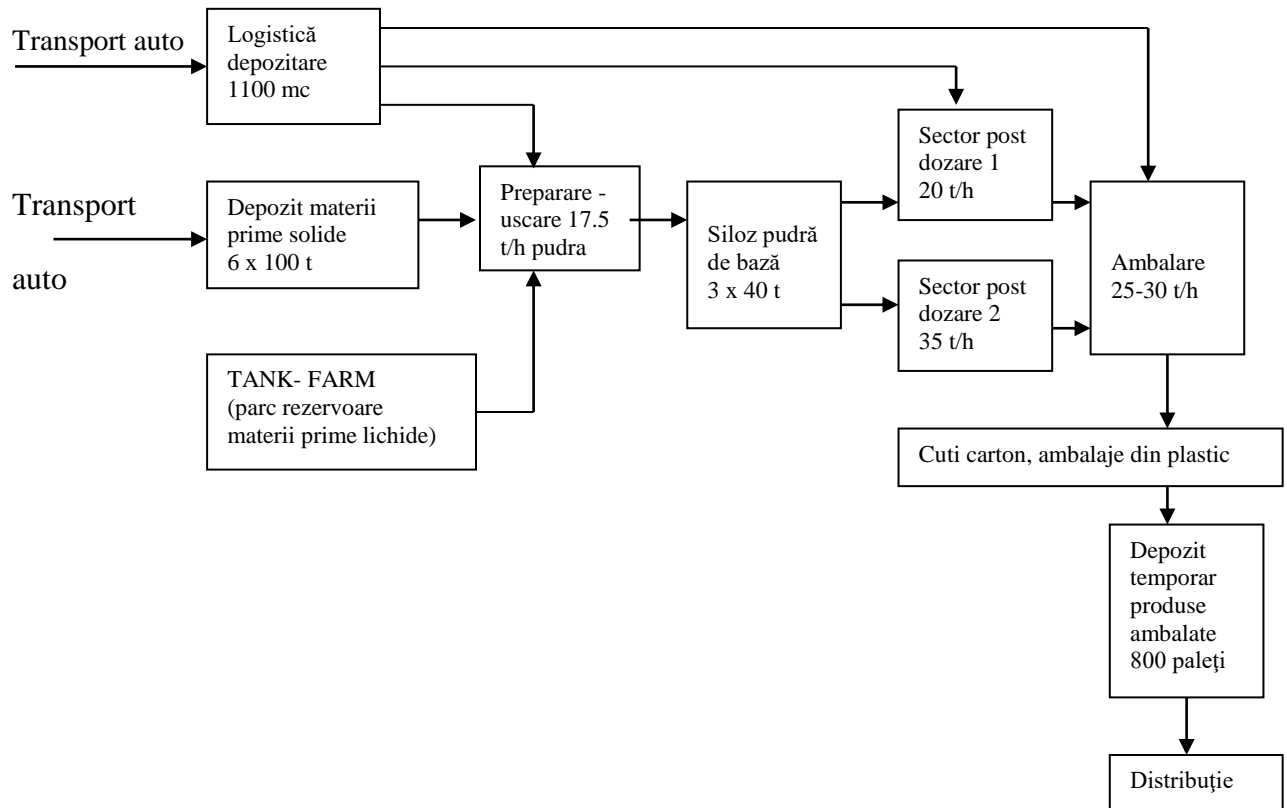 Transport auto
Logistică
depozitare
1100 mc
Sector post
dozare 1
20 t/h
Transport
auto
Depozit materii
prime solide
6 x 100 t
Preparare -
uscare 17.5
t/h pudra
Siloz pudră
de bază
3 x 40 t
Ambalare
25-30 t/h
Sector post
dozare 2
35 t/h
TANK- FARM
(parc rezervoare
materii prime lichide)
Cuti carton, ambalaje din plastic
Depozit
temporar
produse
ambalate
800 paleţi
Distribuţie